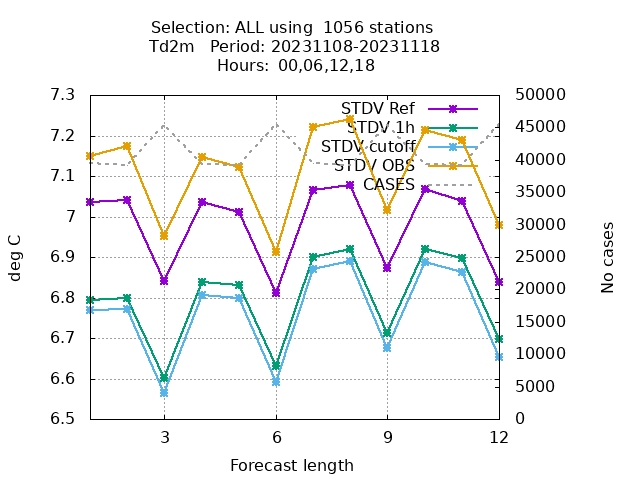 Selection: ALL using  1056 stations
Td2m   Period: 20231108-20231118
Hours:  00,06,12,18
7.3
7.2
7.1
7
6.9
6.8
6.7
6.6
6.5
deg C
STDV Ref
STDV 1h
STDV Cutoff
STDV OBS
CASES
50000
45000
40000
35000
30000
25000
20000
15000
10000
5000
0
No cases
3
6
9
12
Forecast length